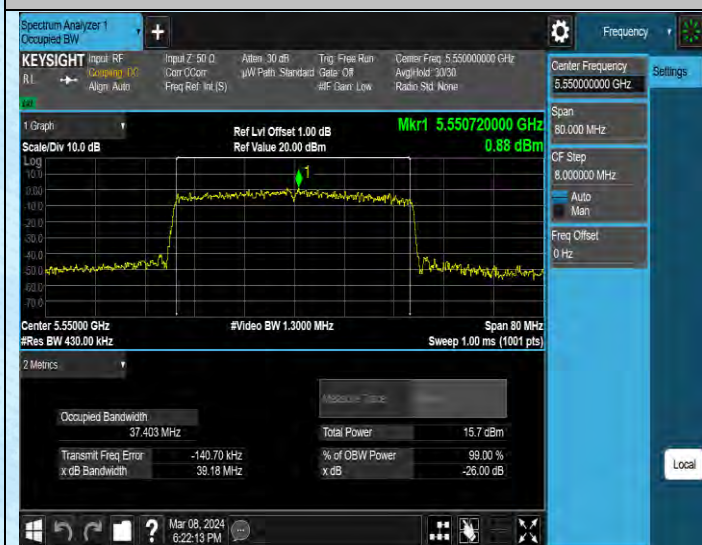 Spectrum Analyzer 1
Occupied BW
+
Frequency
KEYSIGHT Input: RF Input Z: 50 Ω Atten: 30 dB Trig: Free Run Center Freq: 5.550000000 GHz
RL Coupling: DC Corr CCorr µW Path: Standard Gate: Off Avg|Hold: 30/30
Align: Auto Freq Ref: Int (S) #IF Gain: Low Radio Std: None
1 Graph
Ref Lvl Offset 1.00 dB
Mkr1 5.550720000 GHz
Scale/Div 10.0 dB
Ref Value 20.00 dBm
0.88 dBm
Log
10.0
0.00
-10.0
-20.0
-30.0
-40.0
-50.0
-60.0
-70.0
1
Center 5.55000 GHz
#Video BW 1.3000 MHz
Span 80 MHz
#Res BW 430.00 kHz
Sweep 1.00 ms (1001 pts)
2 Metrics
Measure Trace
Occupied Bandwidth
37.403 MHz
Total Power 15.7 dBm
Transmit Freq Error -140.70 kHz
% of OBW Power 99.00 %
x dB Bandwidth 39.18 MHz
x dB -26.00 dB
?
Mar 08, 2024
6:22:13 PM
Center Frequency
5.550000000 GHz
Settings
Span
80.000 MHz
CF Step
8.000000 MHz
Auto
Man
Freq Offset
0 Hz
Local